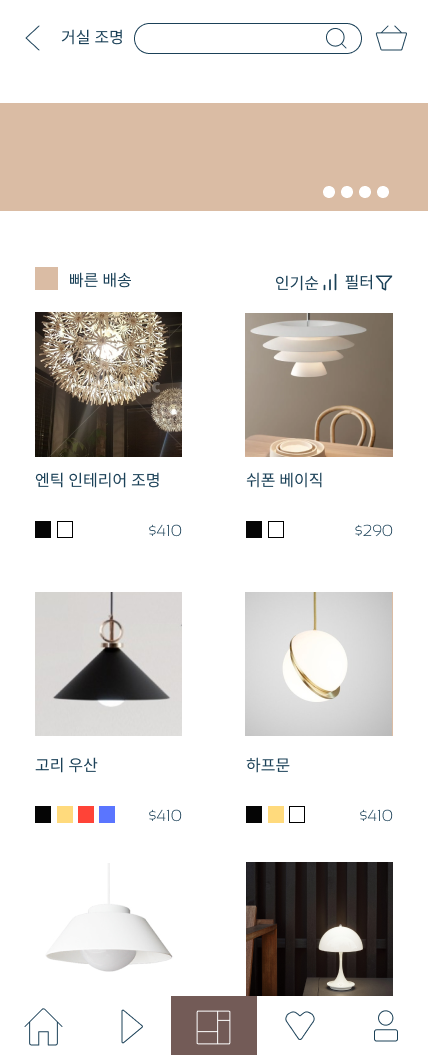 거실 조명
빠른 배송
인기순 필터
엔틱 인테리어 조명
쉬폰 베이직
$410
$290
고리 우산
하프문
$410
$410